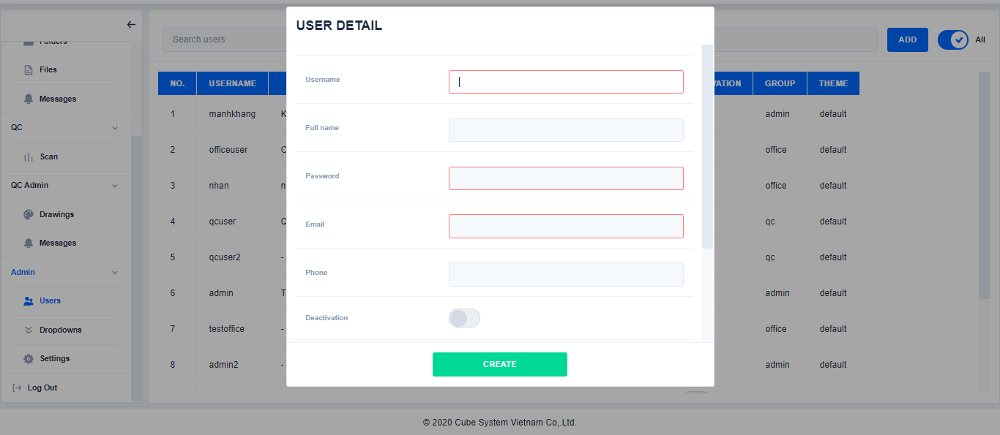 USER DETAIL
Search users
ADD
All
Folders
Files
Messages
QC
Scan
QC Admin
Drawings
Messages
Admin
Users
Dropdowns
Settings
Log Out
NO. USERNAME GROUP THEME
1 manhkhang K admin default
2 officeuser office default
3 nhan n office default
4 qcuser qc default
5 qcuser2 - qc default
6 admin T admin default
7 testoffice - office default
8 admin2 - admin default
Username
Full name
Password
Email
Phone
Deactivation
CREATE
© 2020 Cube System Vietnam Co,.Ltd.